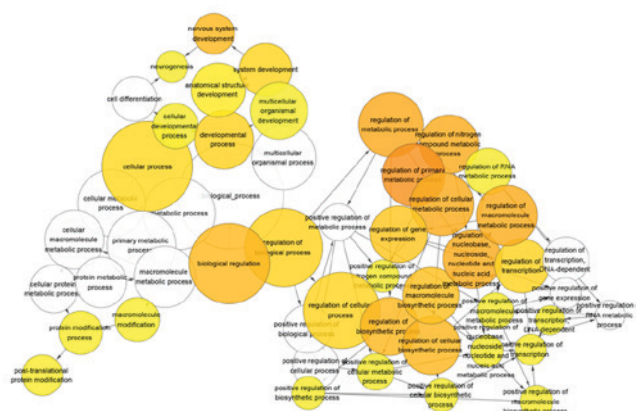 nervous system
development
neurogenesis
system development
anatomical structure
development
cell differentiation
multicellular
organismal development
cellular
developmental
process
developmental
process
regulation of
metabolic process
regulation of nitrogen
compound metabolic
process
multicellular
organismal process
cellular process
regulation of RNA
metabolic process
regulation of primary
metabolic process
cellular metabolic
process
biological_process
metabolic process
regulation of cellular
metabolic process
positive regulation of
metabolic process
regulation of
macromolecule
metabolic process
cellular
macromolecule
metabolic process
primary metabolic
process
regulation of
biological process
regulation of gene
expression
regulation of
nucleobase,
nucleoside,
nucleotide and
nucleic acid
metabolic process
regulation of
transcription,
DNA-dependent
biological regulation
regulation of
transcription
cellular protein
metabolic process
protein metabolic
process
macromolecule
metabolic process
regulation of
macromolecule
biosynthetic process
positive regulation of
gene expression
regulation of cellular
process
macromolecule
modification
protein modification
process
regulation of
biosynthetic process
positive regulation of
biological process
regulation of cellular
biosynthetic process
positive regulation of
cellular process
positive regulation of
cellular metabolic
process
post-translational
protein modification
positive regulation of
biosynthetic process
positive regulation of
cellular biosynthetic
process
positive regulation of
macromolecule